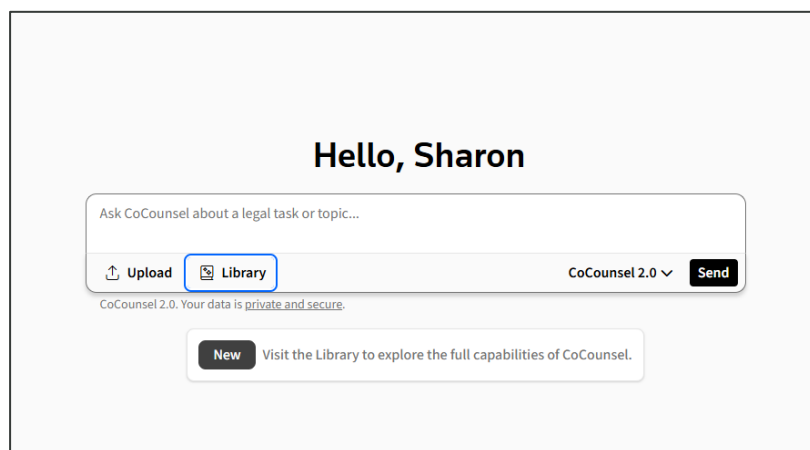 Hello, Sharon
Ask CoCounsel about a legal task or topic...
Upload Library CoCounsel 2.0 Send
CoCounsel 2.0. Your data is private and secure.
New Visit the Library to explore the full capabilities of CoCounsel.